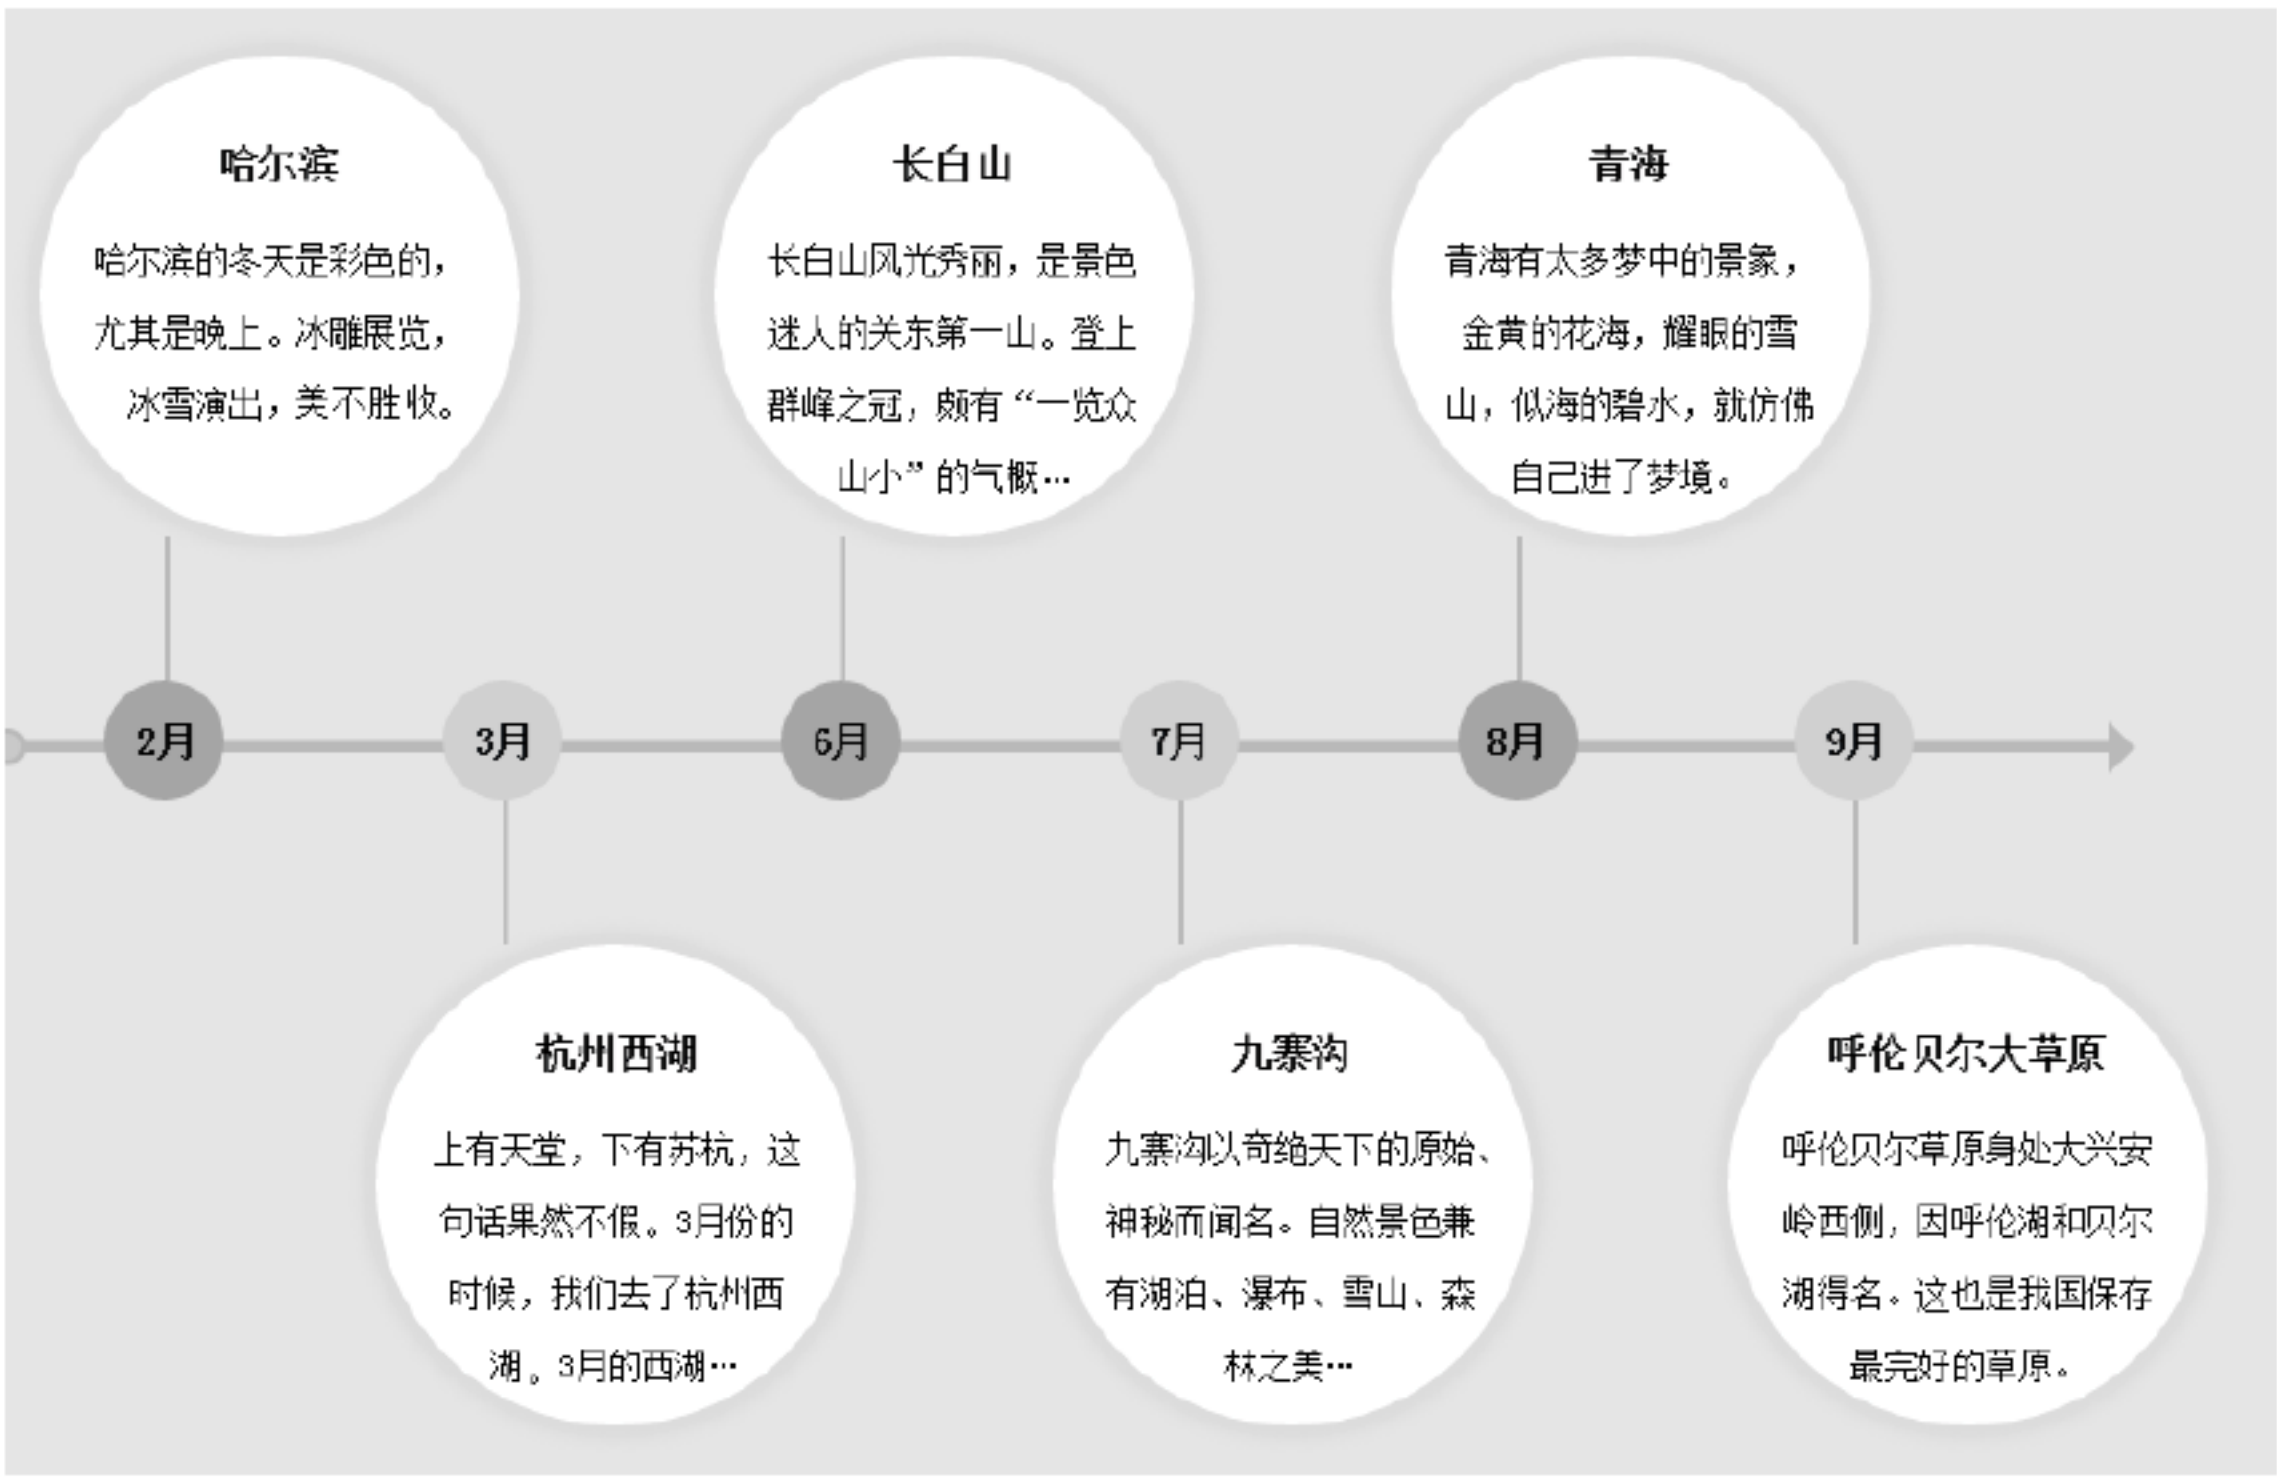 哈尔滨
哈尔滨的冬天是彩色的，
尤其是晚上。冰雕展览，
冰雪演出，美不胜收。
长白山
长白山风光秀丽，是景色
迷人的关东第一山。登上
群峰之冠，颇有“一览众
山小”的气概…
青海
青海有太多梦中的景象，
金黄的花海，耀眼的雪
山，似海的碧水，就仿佛
自己进了梦境。
2月
3月
6月
7月
8月
9月
杭州西湖
上有天堂，下有苏杭，这
句话果然不假。3月份的
时候，我们去了杭州西
湖。3月的西湖…
九寨沟
九寨沟以奇绝天下的原始、
神秘而闻名。自然景色兼
有湖泊、瀑布、雪山、森
林之美…
呼伦贝尔大草原
呼伦贝尔草原身处大兴安
岭西侧，因呼伦湖和贝尔
湖得名。这也是我国保存
最完好的草原。